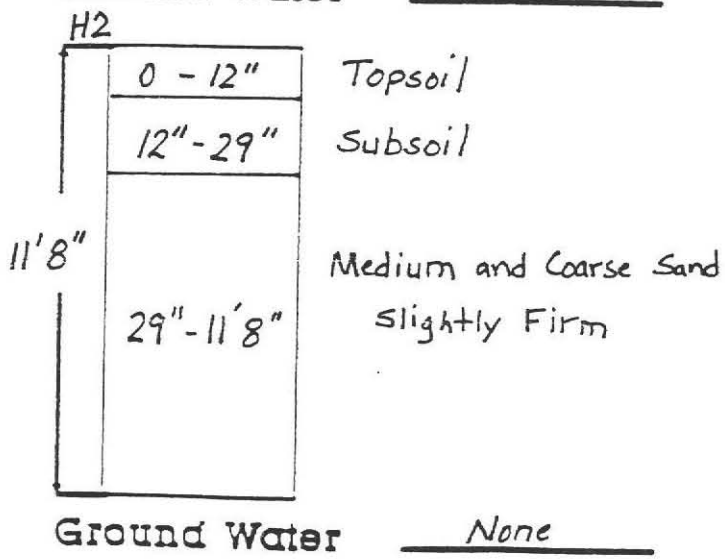 H2
0 - 12" Topsoil
12"-29" Subsoil
11'8"
29"-11'8" Medium and Coarse Sand
Slightly Firm
Ground Water None